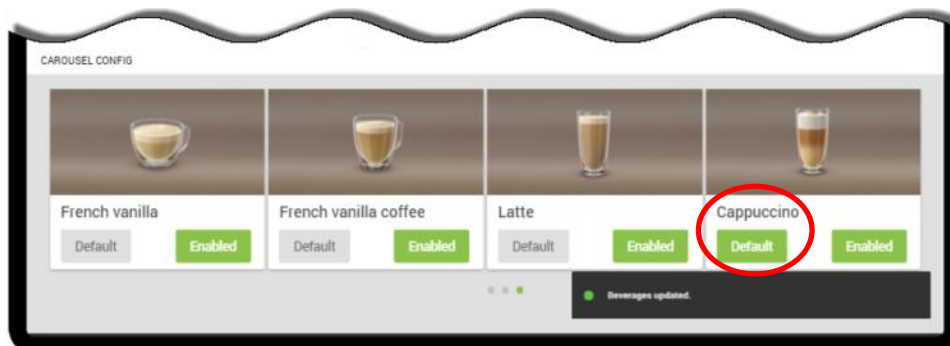 CAROUSEL CONFIG
French vanilla
French vanilla coffee
Latte
Cappuccino
Default
Enabled
Default
Enabled
Default
Enabled
Default
Enabled
Beverages updated.